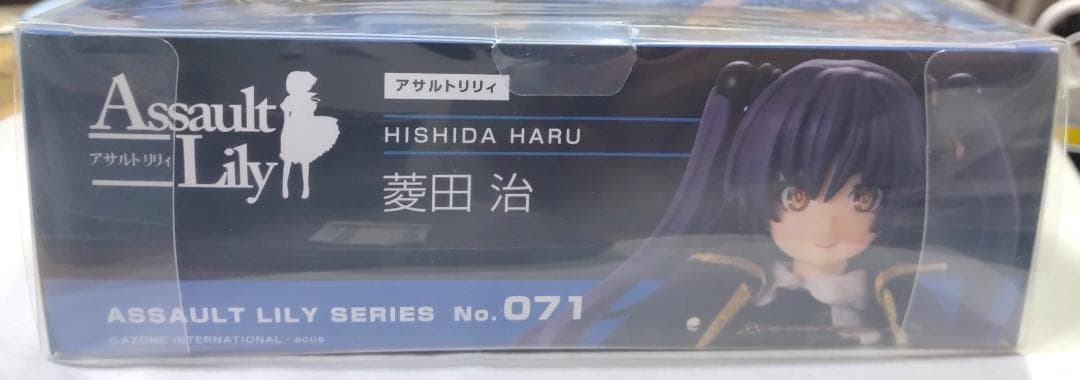 Assault
アサルトリリィ
Lily
アサルトリリィ
HISHIDA HARU
菱田 治
ASSAULT LILY SERIES No.071
©AZONE INTERNATIONAL・acus